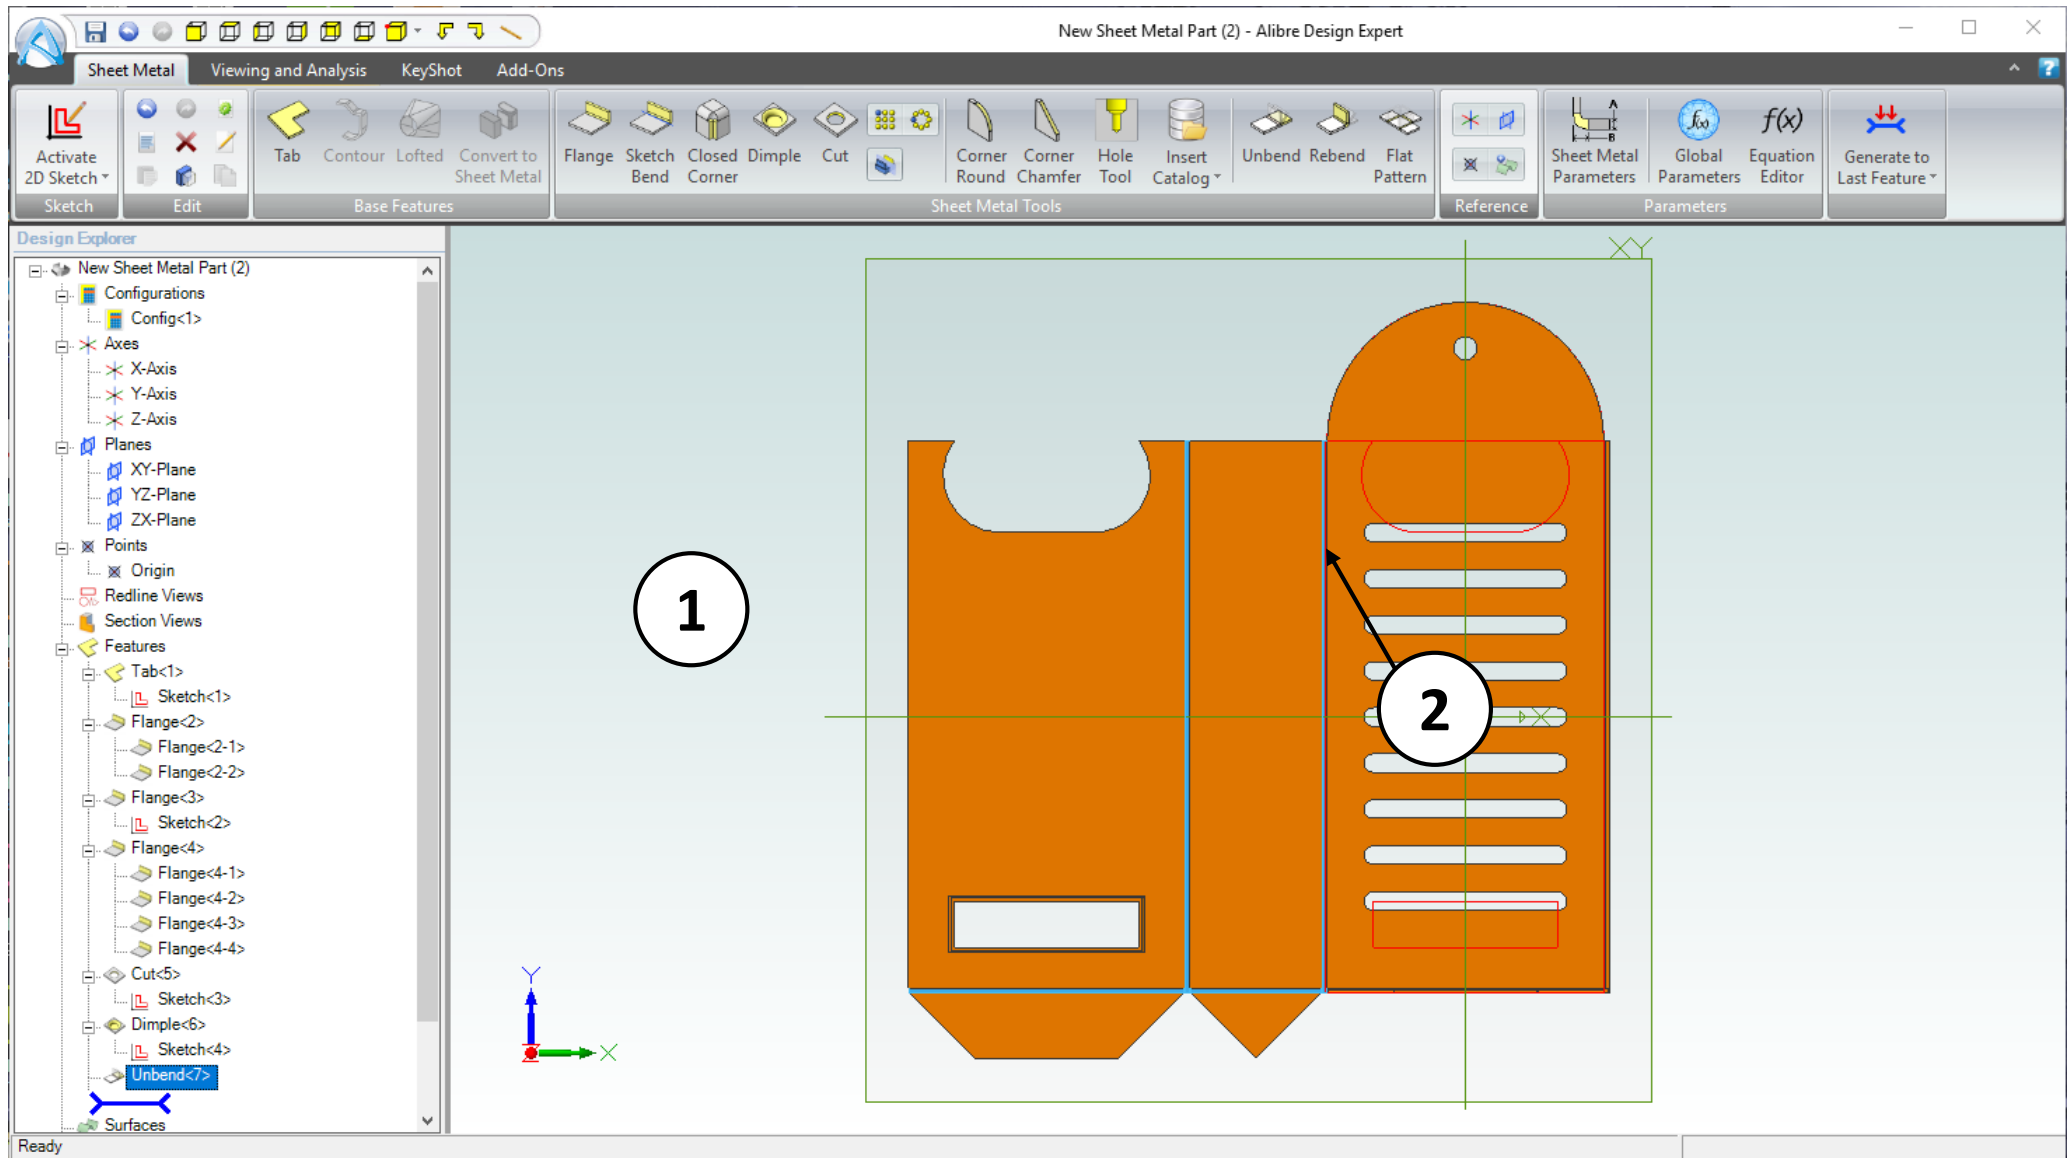 New Sheet Metal Part (2) - Alibre Design Expert
Sheet Metal Viewing and Analysis KeyShot Add-Ons
Activate
2D Sketch
Tab Contour Lofted Convert to
Sheet Metal
Flange Sketch Bend Closed Corner Dimple Cut
Corner Round Corner Chamfer Hole Tool Insert Catalog
Unbend Rebend Flat Pattern
Sheet Metal Parameters
A
B
f(x)
Global Parameters
f(x)
Equation Editor
Generate to
Last Feature
Sketch Edit Base Features Sheet Metal Tools Reference Parameters
Design Explorer
New Sheet Metal Part (2)
Configurations
Config<1>
Axes
X-Axis
Y-Axis
Z-Axis
Planes
XY-Plane
YZ-Plane
ZX-Plane
Points
Origin
Redline Views
Section Views
Features
Tab<1>
Sketch<1>
Flange<2>
Flange<2-1>
Flange<2-2>
Flange<3>
Sketch<2>
Flange<4>
Flange<4-1>
Flange<4-2>
Flange<4-3>
Flange<4-4>
Cut<5>
Sketch<3>
Dimple<6>
Sketch<4>
Unbend<7>
Surfaces
XY
1
2
X
Y
Z
X
Ready